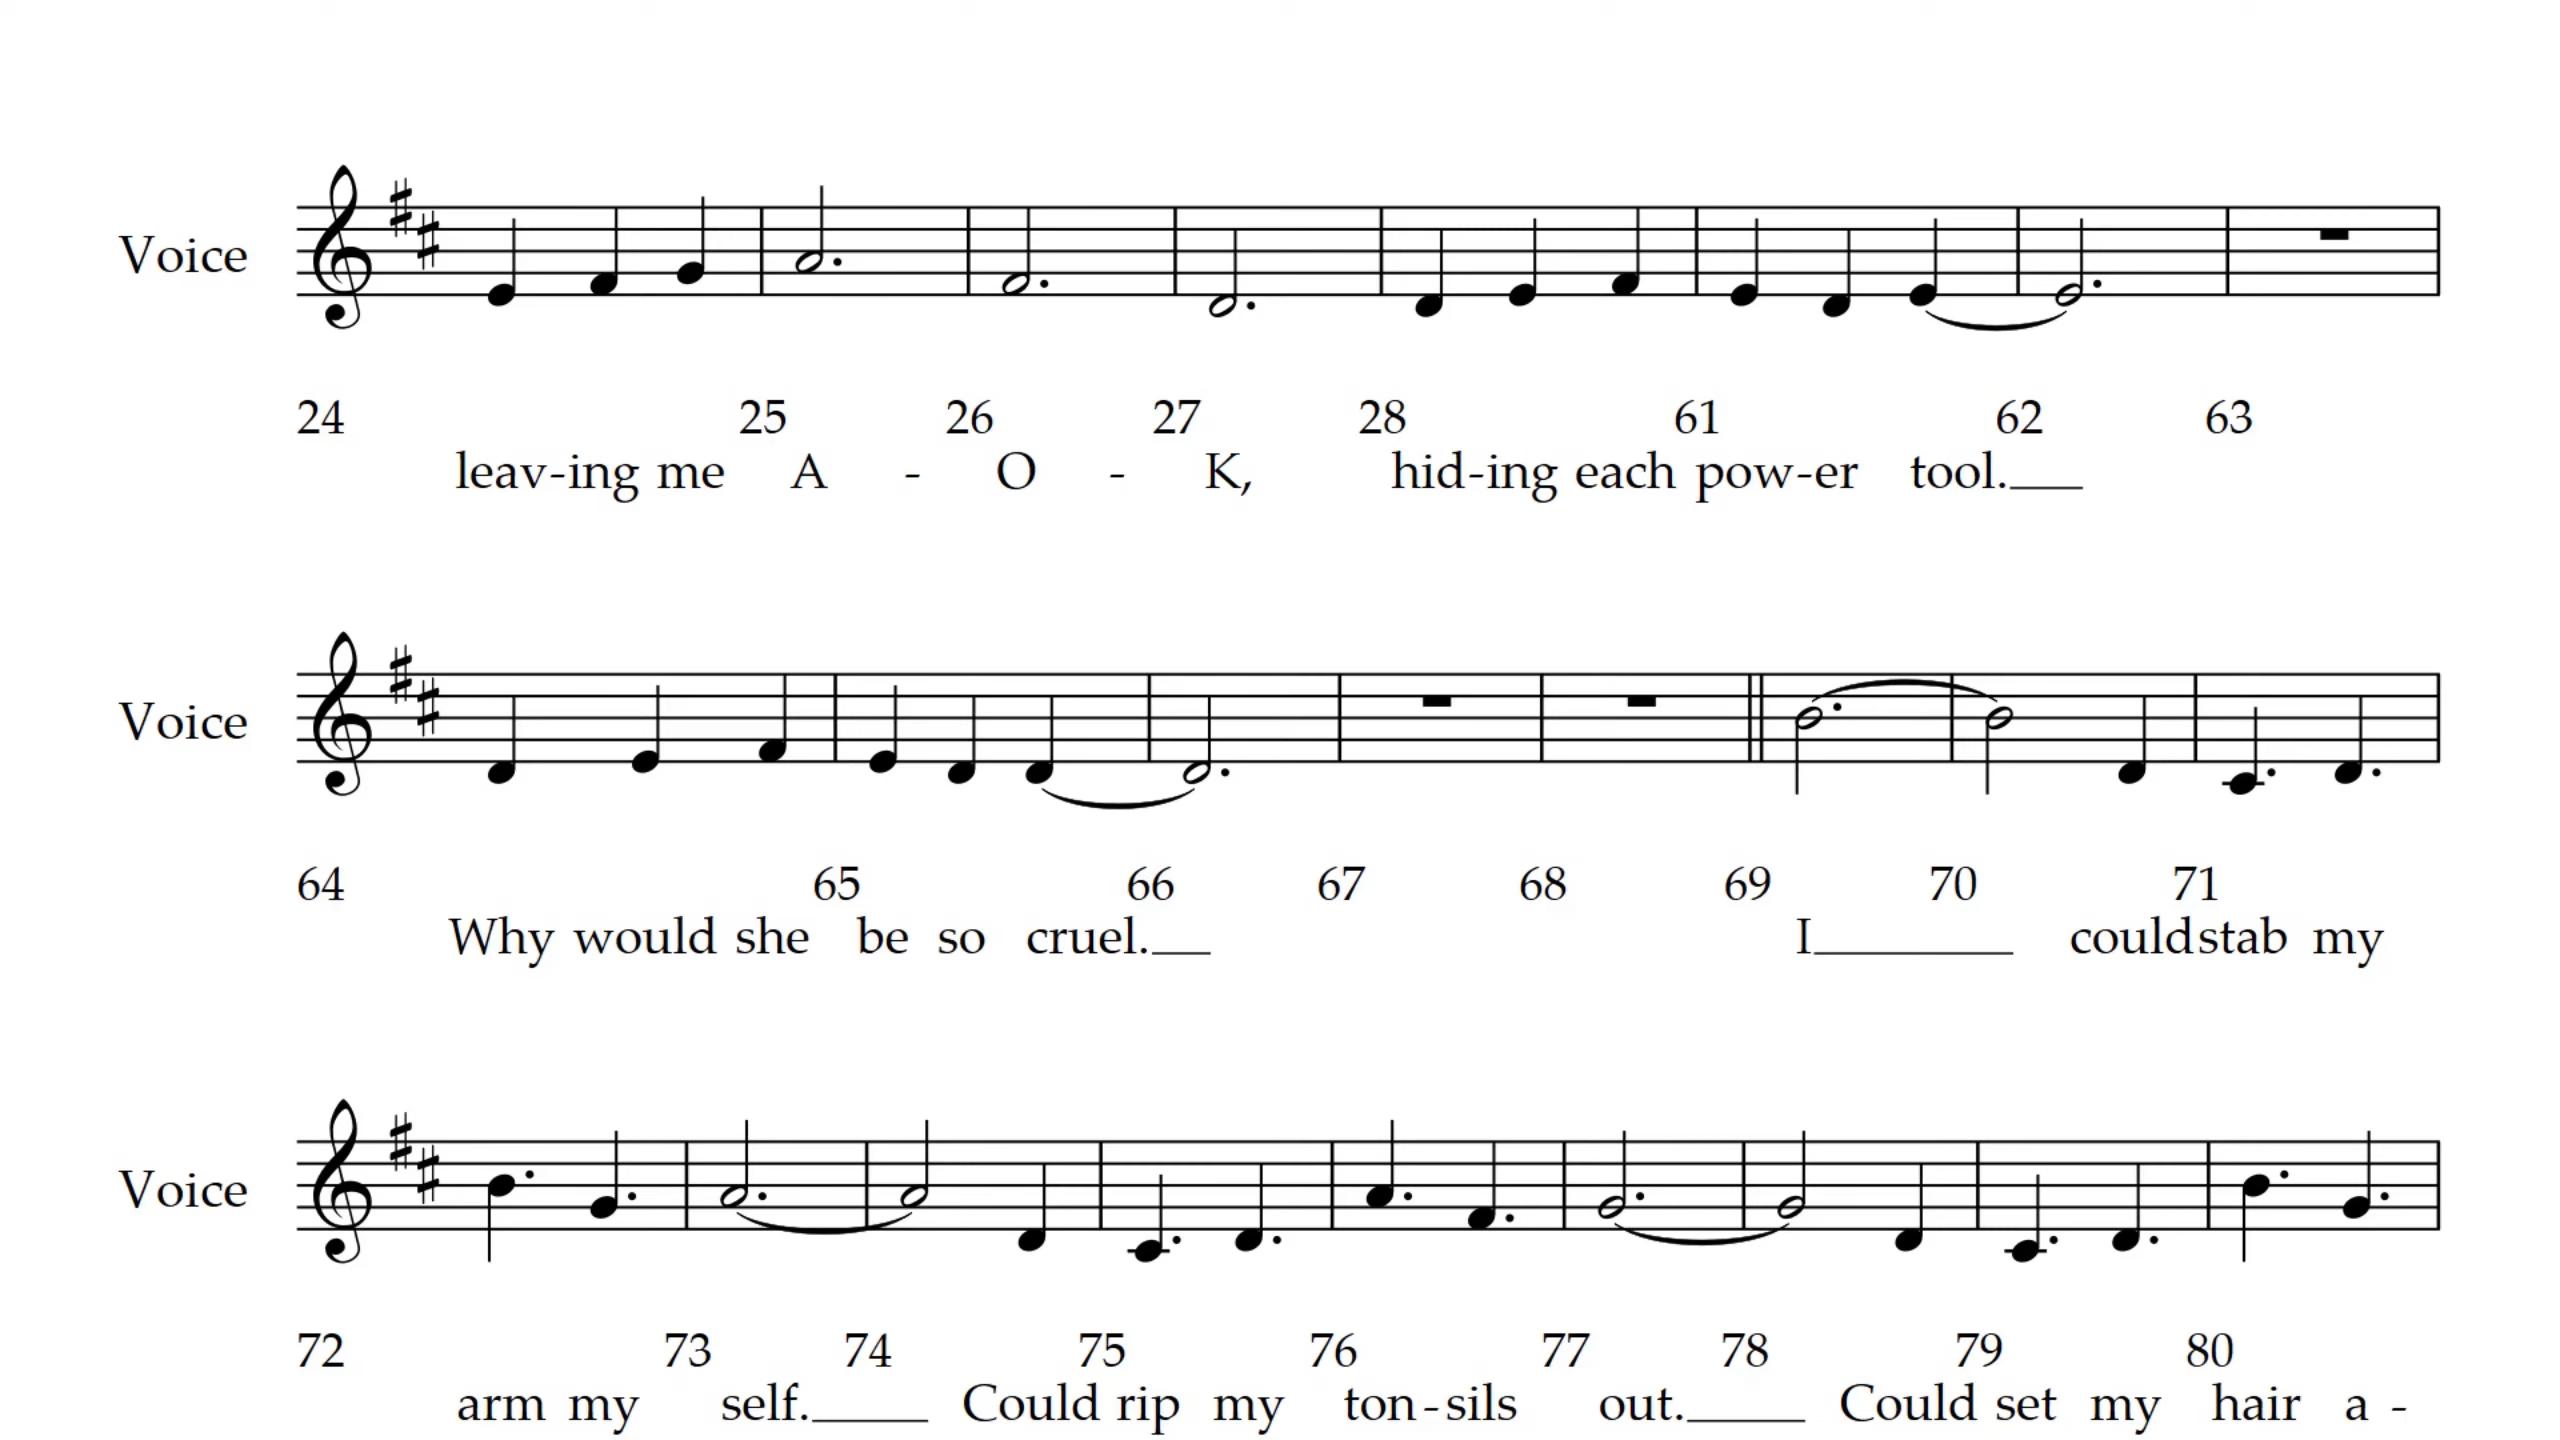 Voice
24 25 26 27 28 61 62 63
leav-ing me A - O - K, hid-ing each pow-er tool.
Voice
64 65 66 67 68 69 70 71
Why would she be so cruel. I could stab my
Voice
72 73 74 75 76 77 78 79 80
arm my self. Could rip my ton-sils out. Could set my hair a -